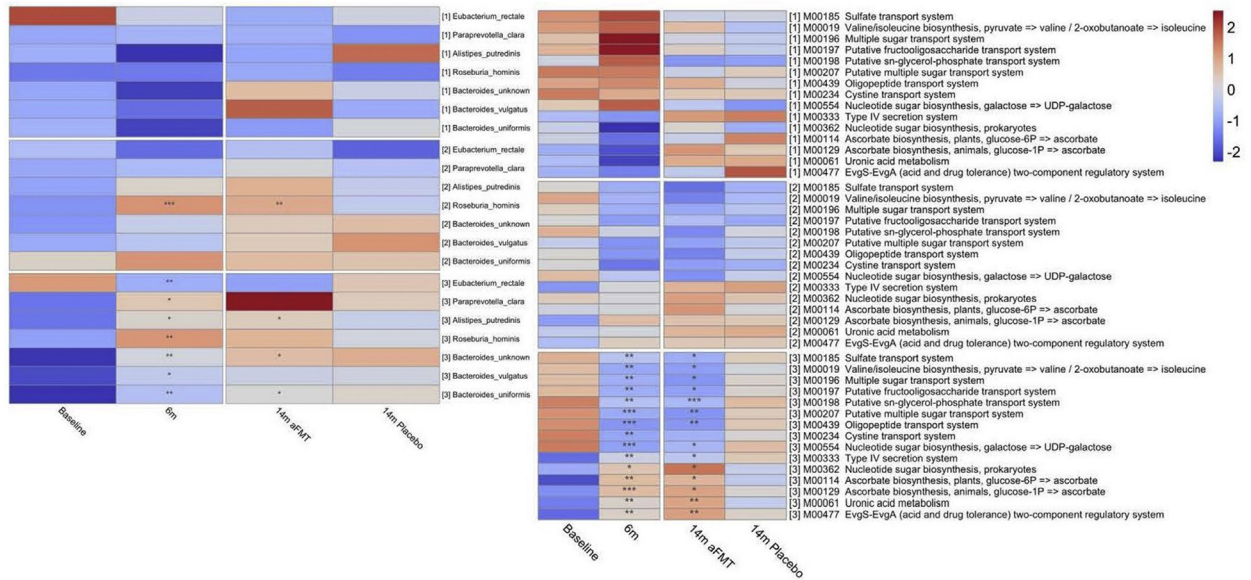 [1] Eubacterium_rectale
[1] Paraprevotella_clara
[1] Alistipes_putredinis
[1] Roseburia_hominis
[1] Bacteroides_unknown
[1] Bacteroides_vulgatus
[1] Bacteroides_uniformis
[2] Eubacterium_rectale
[2] Paraprevotella_clara
[2] Alistipes_putredinis
*** ** [2] Roseburia_hominis
[2] Bacteroides_unknown
[2] Bacteroides_vulgatus
[2] Bacteroides_uniformis
** [3] Eubacterium_rectale
* [3] Paraprevotella_clara
* * [3] Alistipes_putredinis
** [3] Roseburia_hominis
** * [3] Bacteroides_unknown
* [3] Bacteroides_vulgatus
** * [3] Bacteroides_uniformis
Baseline 6m 14m aFMT 14m Placebo
[1] M00185 Sulfate transport system
[1] M00019 Valine/isoleucine biosynthesis, pyruvate => valine / 2-oxobutanoate => isoleucine
[1] M00196 Multiple sugar transport system
[1] M00197 Putative fructooligosaccharide transport system
[1] M00198 Putative sn-glycerol-phosphate transport system
[1] M00207 Putative multiple sugar transport system
[1] M00439 Oligopeptide transport system
[1] M00234 Cystine transport system
[1] M00554 Nucleotide sugar biosynthesis, galactose => UDP-galactose
[1] M00333 Type IV secretion system
[1] M00362 Nucleotide sugar biosynthesis, prokaryotes
[1] M00114 Ascorbate biosynthesis, plants, glucose-6P => ascorbate
[1] M00129 Ascorbate biosynthesis, animals, glucose-1P => ascorbate
[1] M00061 Uronic acid metabolism
[1] M00477 EvgS-EvgA (acid and drug tolerance) two-component regulatory system
[2] M00185 Sulfate transport system
[2] M00019 Valine/isoleucine biosynthesis, pyruvate => valine / 2-oxobutanoate => isoleucine
[2] M00196 Multiple sugar transport system
[2] M00197 Putative fructooligosaccharide transport system
[2] M00198 Putative sn-glycerol-phosphate transport system
[2] M00207 Putative multiple sugar transport system
[2] M00439 Oligopeptide transport system
[2] M00234 Cystine transport system
[2] M00554 Nucleotide sugar biosynthesis, galactose => UDP-galactose
[2] M00333 Type IV secretion system
[2] M00362 Nucleotide sugar biosynthesis, prokaryotes
[2] M00114 Ascorbate biosynthesis, plants, glucose-6P => ascorbate
[2] M00129 Ascorbate biosynthesis, animals, glucose-1P => ascorbate
[2] M00061 Uronic acid metabolism
[2] M00477 EvgS-EvgA (acid and drug tolerance) two-component regulatory system
** * [3] M00185 Sulfate transport system
** * [3] M00019 Valine/isoleucine biosynthesis, pyruvate => valine / 2-oxobutanoate => isoleucine
** * [3] M00196 Multiple sugar transport system
** * [3] M00197 Putative fructooligosaccharide transport system
** *** [3] M00198 Putative sn-glycerol-phosphate transport system
*** ** [3] M00207 Putative multiple sugar transport system
*** ** [3] M00439 Oligopeptide transport system
** [3] M00234 Cystine transport system
*** * [3] M00554 Nucleotide sugar biosynthesis, galactose => UDP-galactose
** * [3] M00333 Type IV secretion system
* * [3] M00362 Nucleotide sugar biosynthesis, prokaryotes
** * [3] M00114 Ascorbate biosynthesis, plants, glucose-6P => ascorbate
*** * [3] M00129 Ascorbate biosynthesis, animals, glucose-1P => ascorbate
** ** [3] M00061 Uronic acid metabolism
** ** [3] M00477 EvgS-EvgA (acid and drug tolerance) two-component regulatory system
Baseline 6m 14m aFMT 14m Placebo
2
1
0
-1
-2